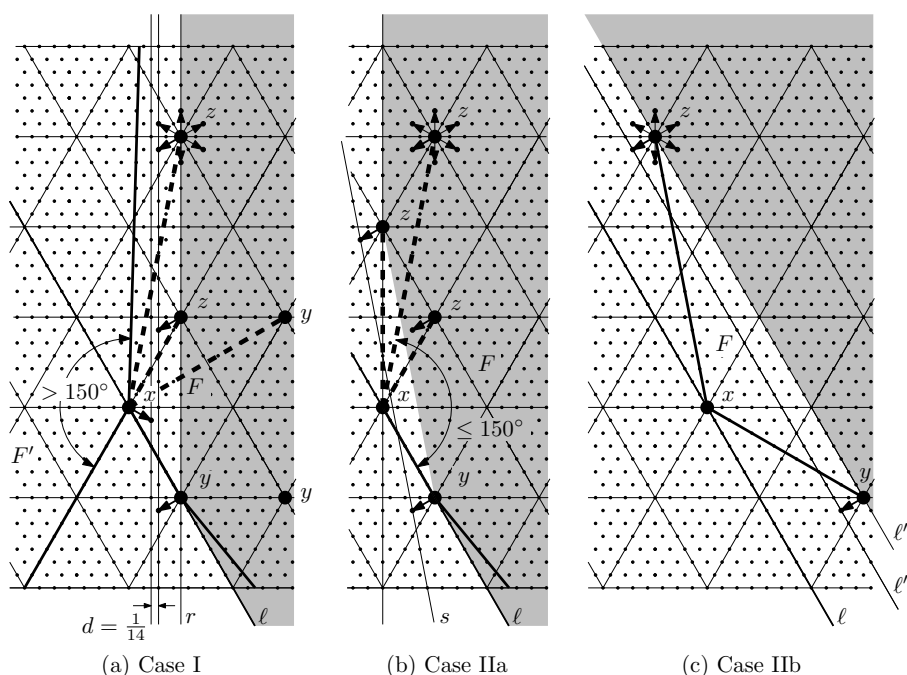 z
z
z
z
z
y
F
F
F
x
x
x
> 150°
≤ 150°
F′
y
y
y
y
d = 1/14
r
ℓ
s
ℓ
ℓ
ℓ′
ℓ″
(a) Case I
(b) Case IIa
(c) Case IIb